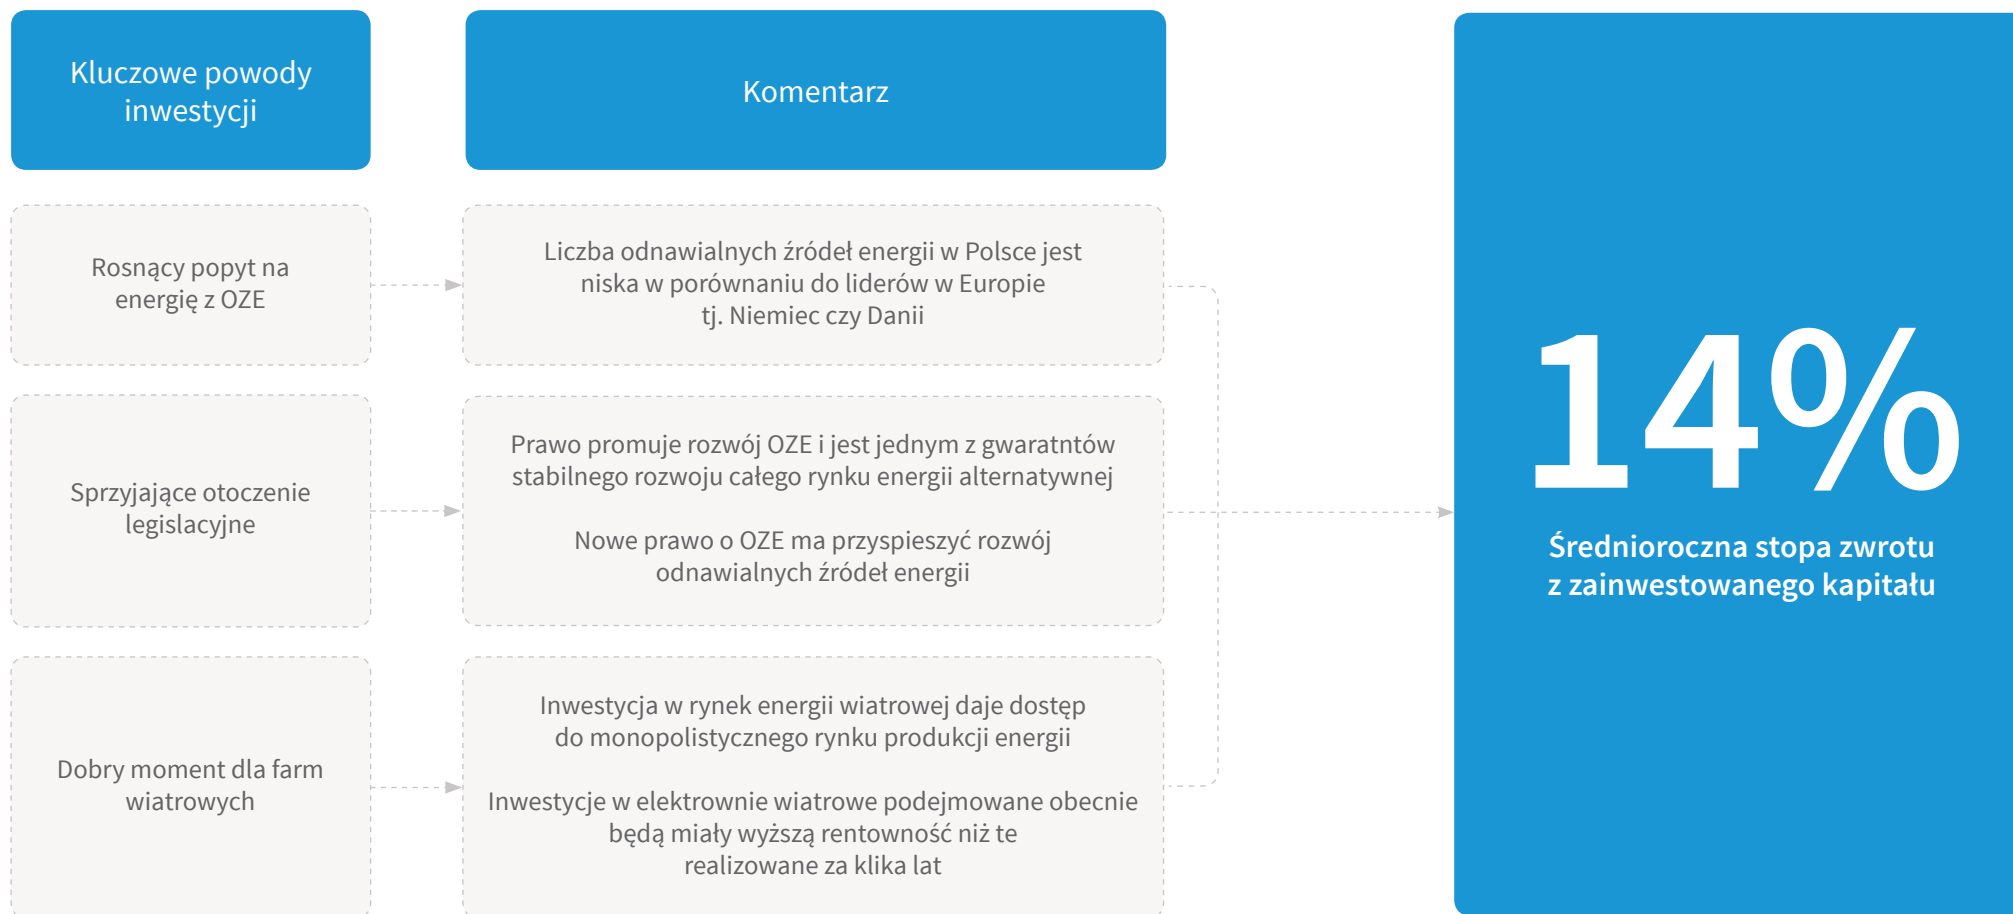 Kluczowe powody
inwestycji
Komentarz
Rosnący popyt na
energię z OZE
Liczba odnawialnych źródeł energii w Polsce jest
niska w porównaniu do liderów w Europie
tj. Niemiec czy Danii
Sprzyjające otoczenie
legislacyjne
Prawo promuje rozwój OZE i jest jednym z gwaratntów
stabilnego rozwoju całego rynku energii alternatywnej
Nowe prawo o OZE ma przyspieszyć rozwój
odnawialnych źródeł energii
Dobry moment dla farm
wiatrowych
Inwestycja w rynek energii wiatrowej daje dostęp
do monopolistycznego rynku produkcji energii
Inwestycje w elektrownie wiatrowe podejmowane obecnie
będą miały wyższą rentowność niż te
realizowane za klika lat
14%
Średnioroczna stopa zwrotu
z zainwestowanego kapitału